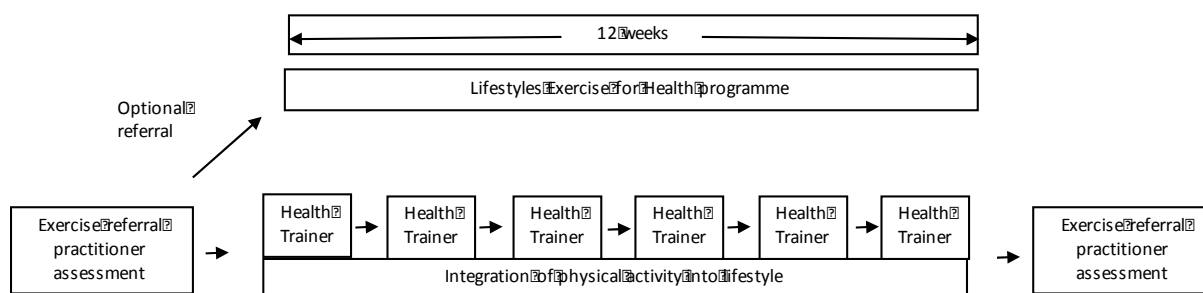 12 weeks
Lifestyles Exercise for Health programme
Optional
referral
Exercise referral
practitioner
assessment
Health
Trainer
Health
Trainer
Health
Trainer
Health
Trainer
Health
Trainer
Health
Trainer
Integration of physical activity into lifestyle
Exercise referral
practitioner
assessment